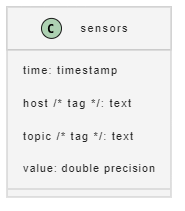 C sensors
time: timestamp
host /* tag */: text
topic /* tag */: text
value: double precision